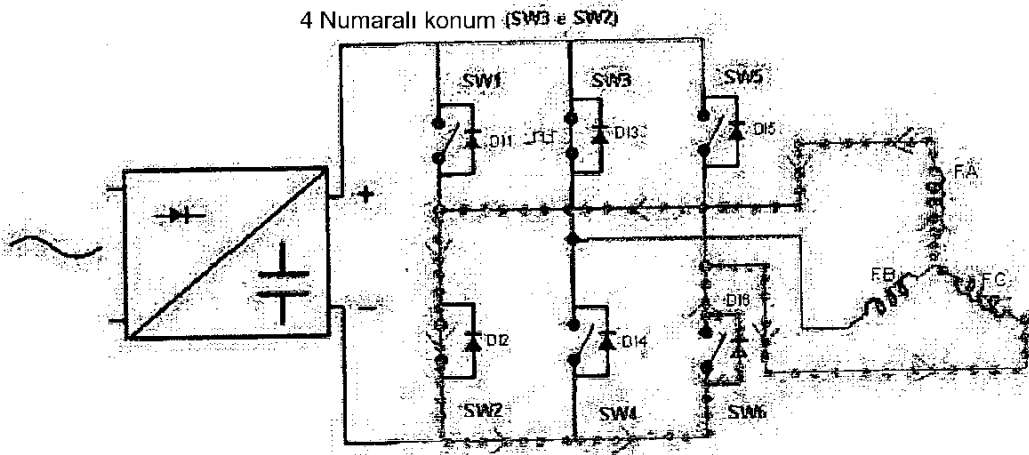 4 Numaralı konum (SW3 e SW2)
SW1
SW3
SW5
DI1
DI3
DI5
+
FA
FB
FC
DI6
−
DI2
DI4
SW2
SW4
SW6